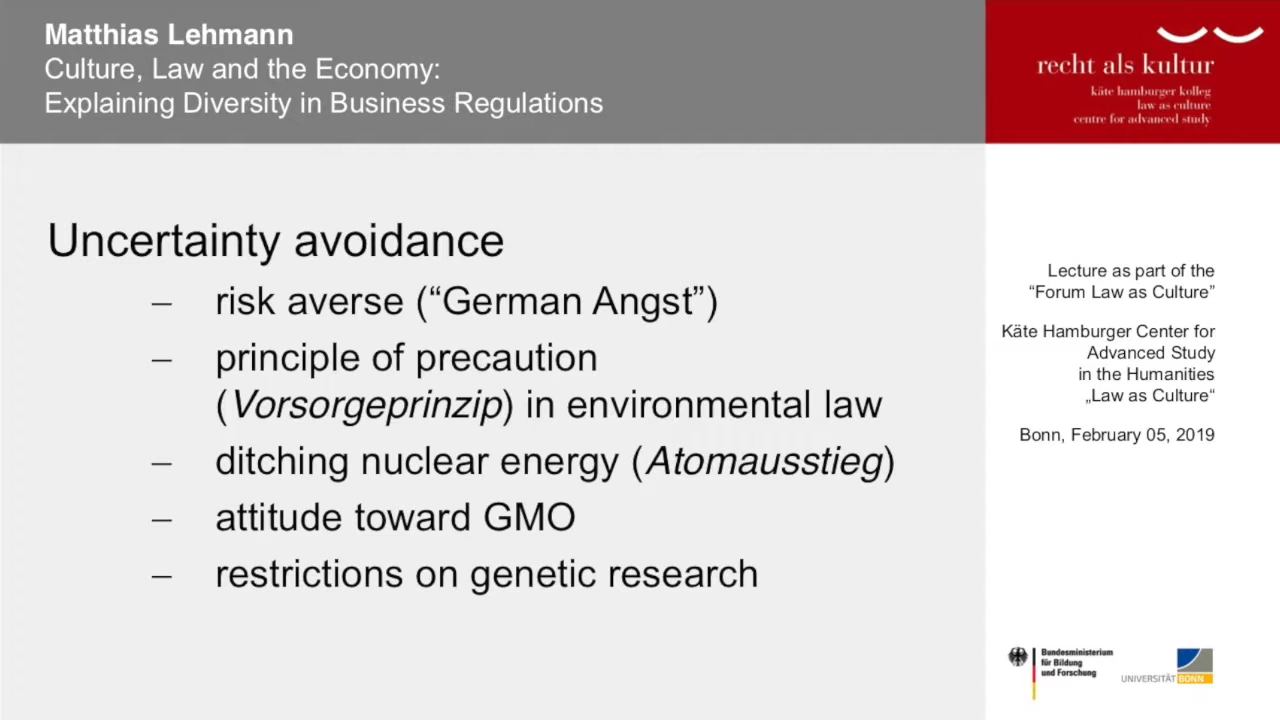 Matthias Lehmann
Culture, Law and the Economy:
Explaining Diversity in Business Regulations
recht als kultur
käte hamburger kolleg
law as culture
centre for advanced study
Uncertainty avoidance
– risk averse (“German Angst”)
– principle of precaution
(Vorsorgeprinzip) in environmental law
– ditching nuclear energy (Atomausstieg)
– attitude toward GMO
– restrictions on genetic research
Lecture as part of the
“Forum Law as Culture”
Käte Hamburger Center for
Advanced Study
in the Humanities
„Law as Culture“
Bonn, February 05, 2019
Bundesministerium
für Bildung
und Forschung
UNIVERSITÄT BONN